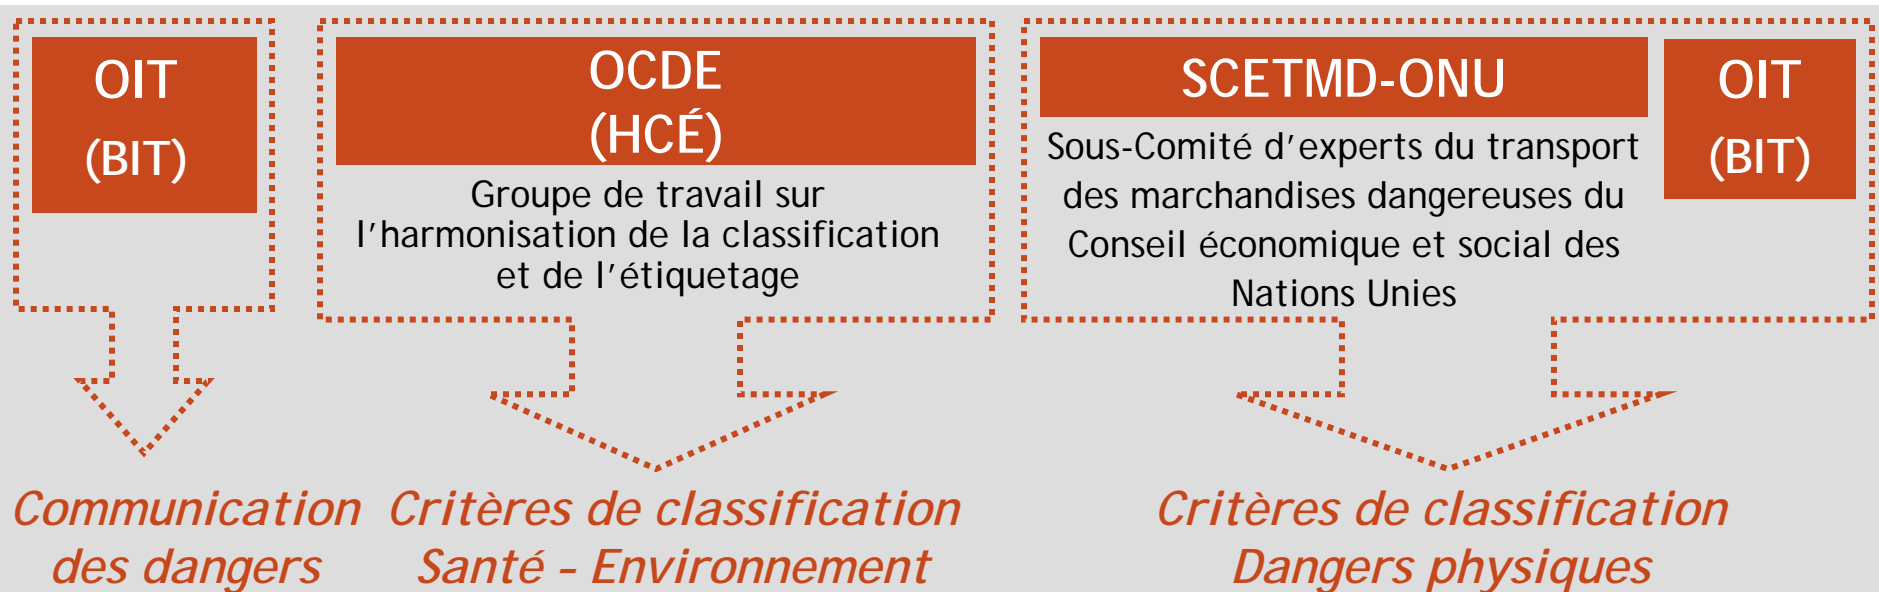 OIT
(BIT)
OCDE
(HCÉ)
Groupe de travail sur
l'harmonisation de la classification
et de l'étiquetage
SCETMD-ONU
Sous-Comité d'experts du transport
des marchandises dangereuses du
Conseil économique et social des
Nations Unies
OIT
(BIT)
Communication
des dangers
Critères de classification
Santé - Environnement
Critères de classification
Dangers physiques